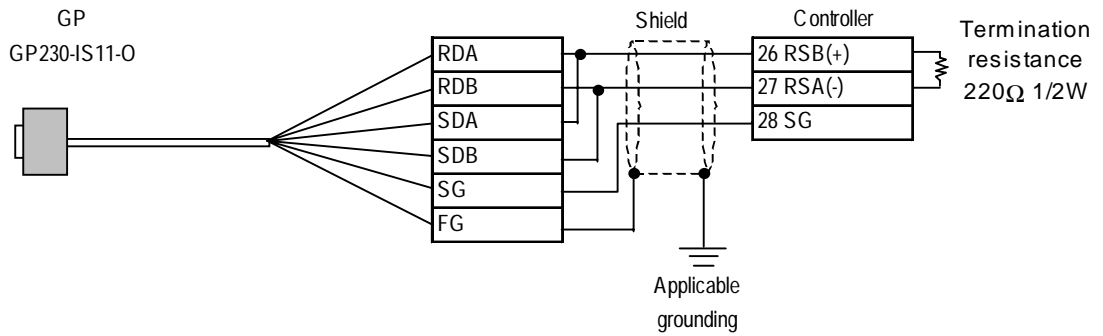 GP
GP230-IS11-O
RDA
RDB
SDA
SDB
SG
FG
Shield
Controller
26 RSB(+)
27 RSA(-)
28 SG
Termination
resistance
220Ω 1/2W
Applicable
grounding